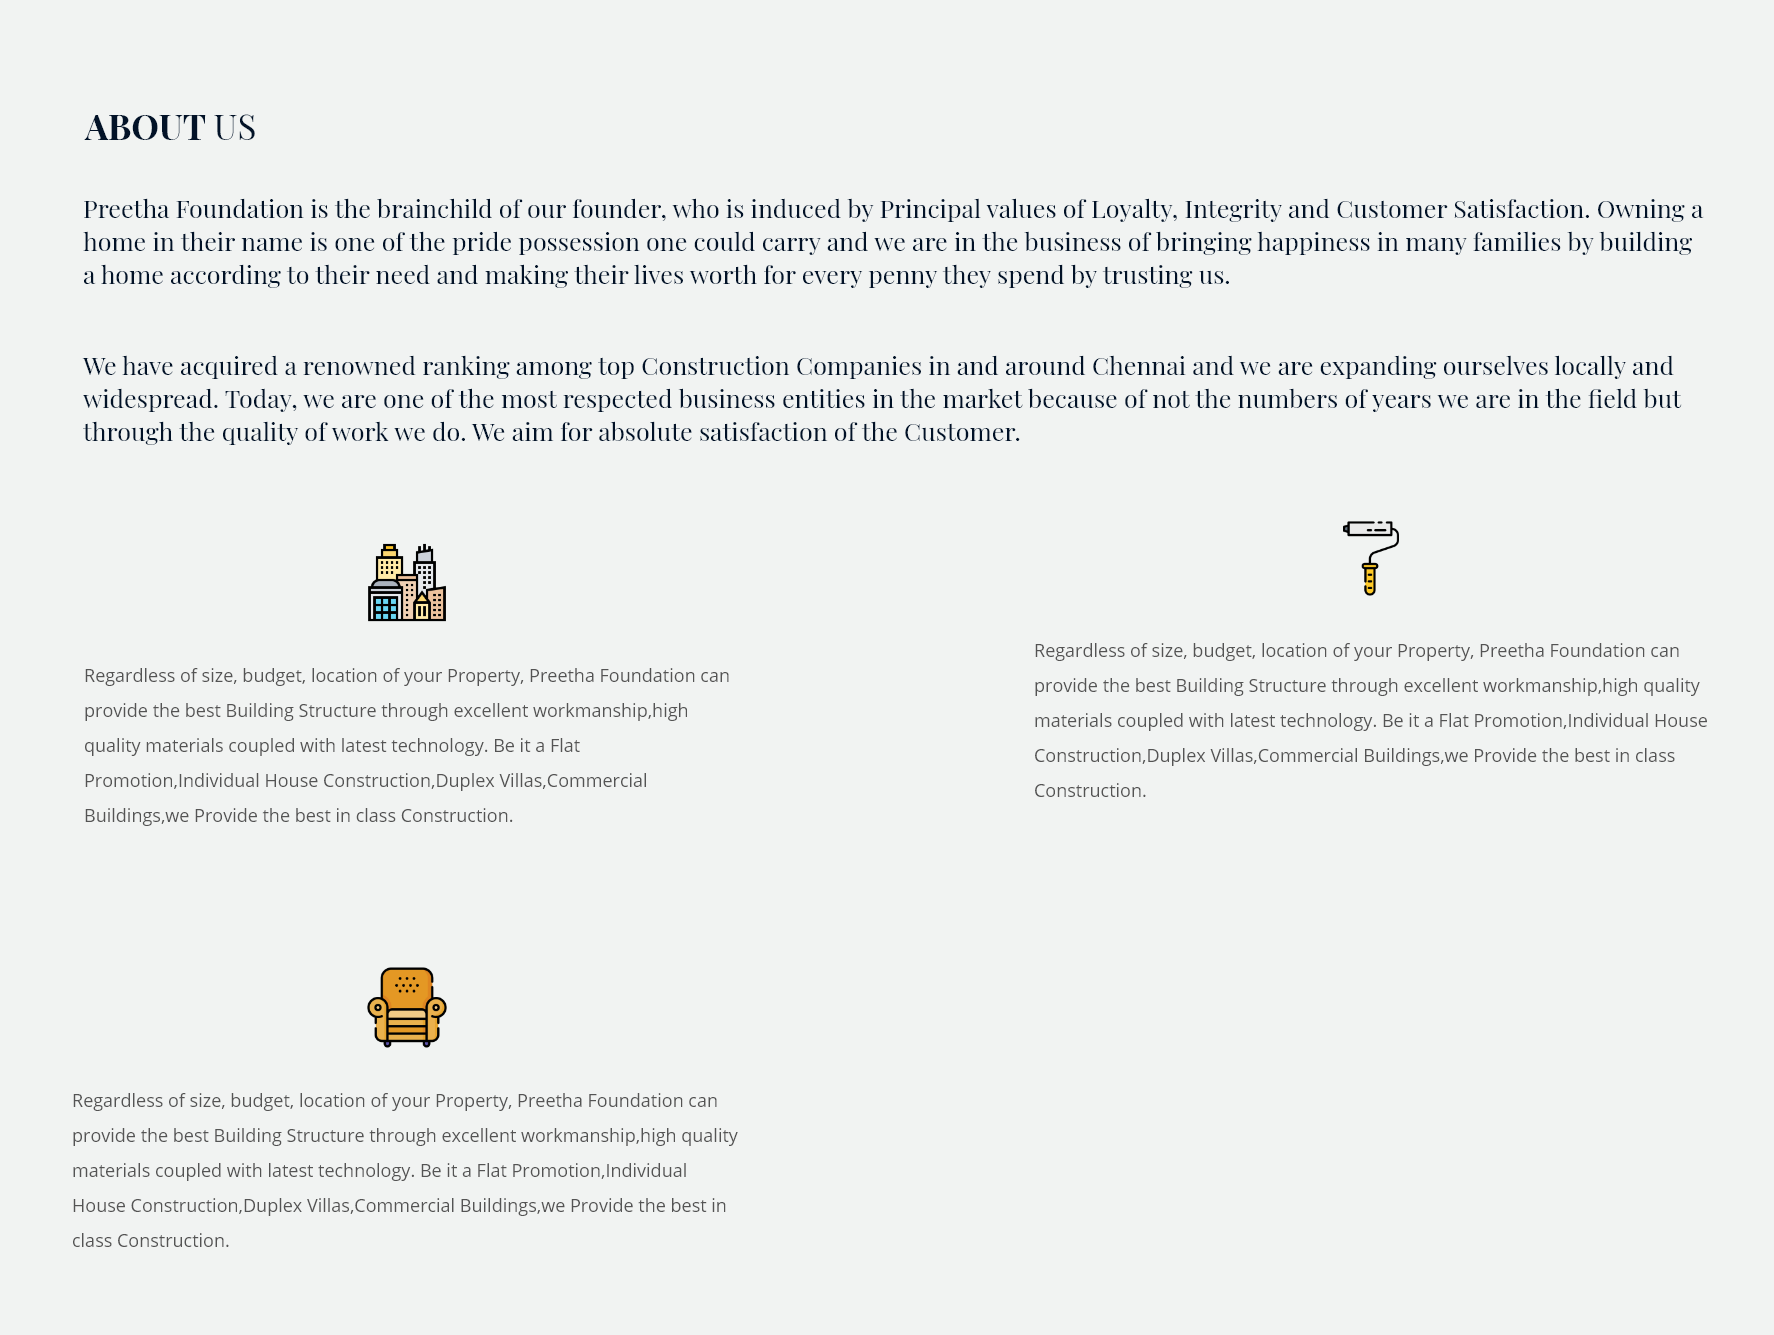 ABOUT US
Preetha Foundation is the brainchild of our founder, who is induced by Principal values of Loyalty, Integrity and Customer Satisfaction. Owning a
home in their name is one of the pride possession one could carry and we are in the business of bringing happiness in many families by building
a home according to their need and making their lives worth for every penny they spend by trusting us.
We have acquired a renowned ranking among top Construction Companies in and around Chennai and we are expanding ourselves locally and
widespread. Today, we are one of the most respected business entities in the market because of not the numbers of years we are in the field but
through the quality of work we do. We aim for absolute satisfaction of the Customer.
Regardless of size, budget, location of your Property, Preetha Foundation can
provide the best Building Structure through excellent workmanship,high
quality materials coupled with latest technology. Be it a Flat
Promotion,Individual House Construction,Duplex Villas,Commercial
Buildings,we Provide the best in class Construction.
Regardless of size, budget, location of your Property, Preetha Foundation can
provide the best Building Structure through excellent workmanship,high quality
materials coupled with latest technology. Be it a Flat Promotion,Individual House
Construction,Duplex Villas,Commercial Buildings,we Provide the best in class
Construction.
Regardless of size, budget, location of your Property, Preetha Foundation can
provide the best Building Structure through excellent workmanship,high quality
materials coupled with latest technology. Be it a Flat Promotion,Individual
House Construction,Duplex Villas,Commercial Buildings,we Provide the best in
class Construction.